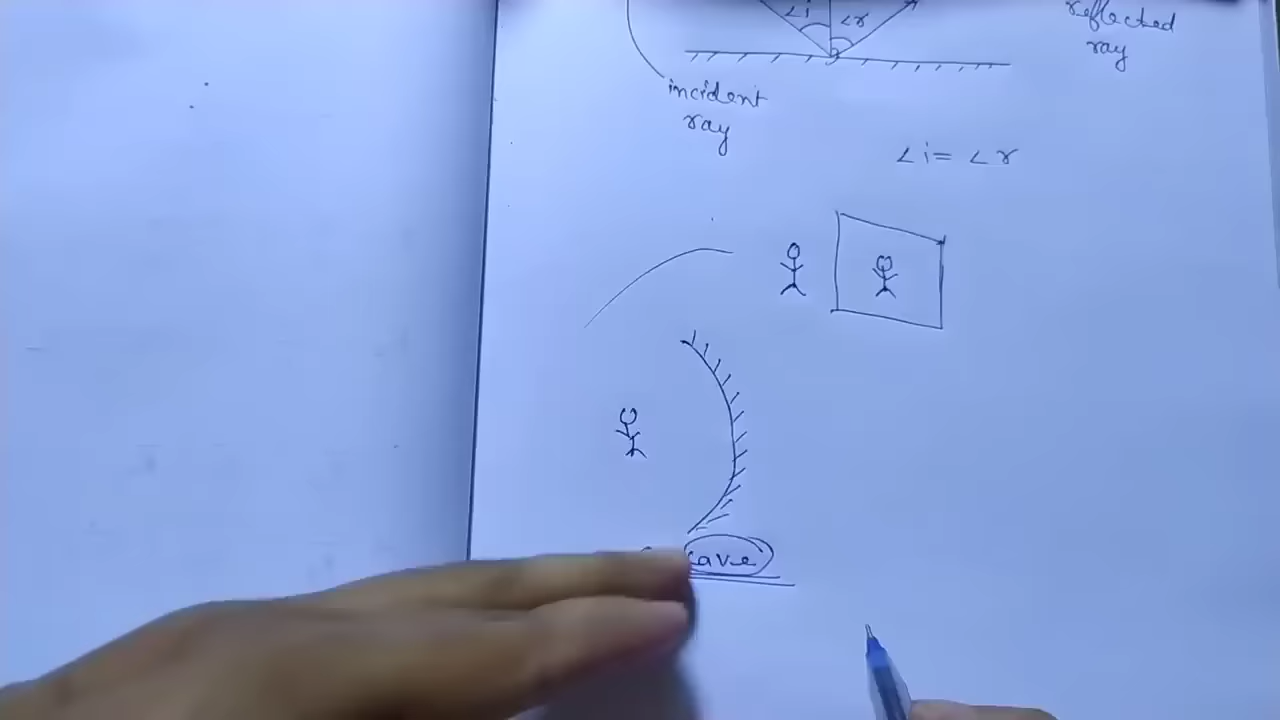 ∠i ∠r
reflected
ray
incident
ray
∠i = ∠r
cave